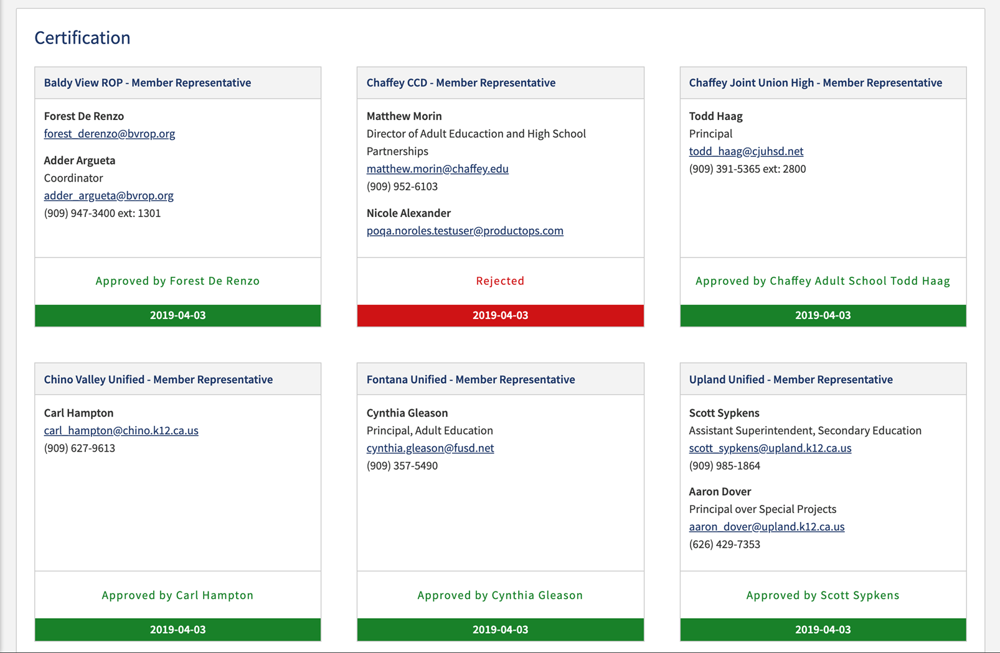 Certification
Baldy View ROP - Member Representative
Forest De Renzo
forest_derenzo@bvrop.org
Adder Argueta
Coordinator
adder_argueta@bvrop.org
(909) 947-3400 ext: 1301
Approved by Forest De Renzo
2019-04-03
Chaffey CCD - Member Representative
Matthew Morin
Director of Adult Educaction and High School
Partnerships
matthew.morin@chaffey.edu
(909) 952-6103
Nicole Alexander
poqa.noroles.testuser@productops.com
Rejected
2019-04-03
Chaffey Joint Union High - Member Representative
Todd Haag
Principal
todd_haag@cjuhsd.net
(909) 391-5365 ext: 2800
Approved by Chaffey Adult School Todd Haag
2019-04-03
Chino Valley Unified - Member Representative
Carl Hampton
carl_hampton@chino.k12.ca.us
(909) 627-9613
Approved by Carl Hampton
2019-04-03
Fontana Unified - Member Representative
Cynthia Gleason
Principal, Adult Education
cynthia.gleason@fusd.net
(909) 357-5490
Approved by Cynthia Gleason
2019-04-03
Upland Unified - Member Representative
Scott Sypkens
Assistant Superintendent, Secondary Education
scott_sypkens@upland.k12.ca.us
(909) 985-1864
Aaron Dover
Principal over Special Projects
aaron_dover@upland.k12.ca.us
(626) 429-7353
Approved by Scott Sypkens
2019-04-03